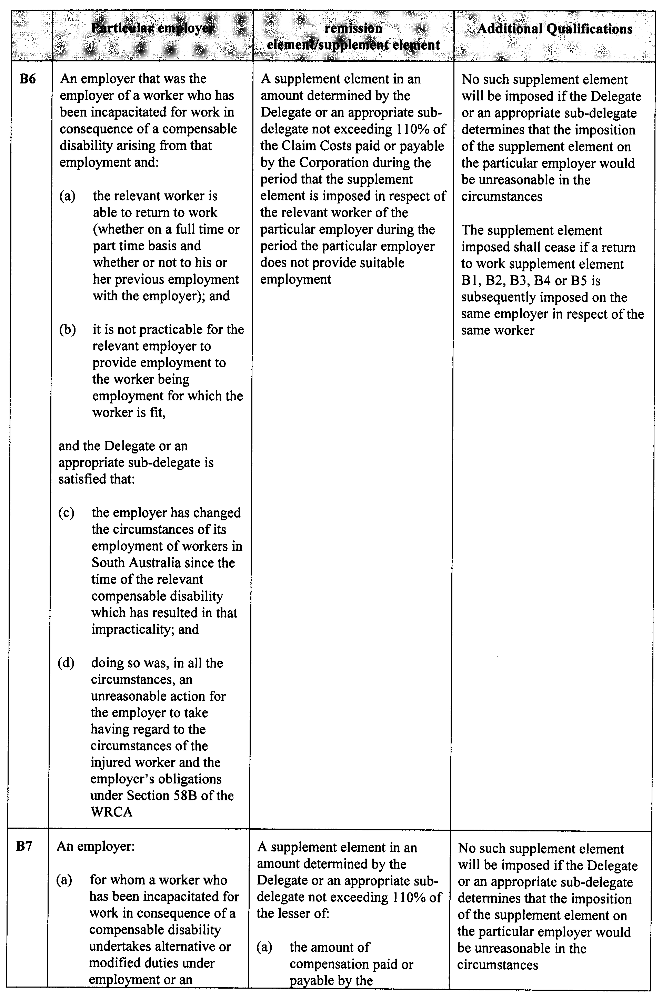 Particular employer
remission
element/supplement element
Additional Qualifications
B6
An employer that was the
employer of a worker who has
been incapacitated for work in
consequence of a compensable
disability arising from that
employment and:
(a) the relevant worker is
able to return to work
(whether on a full time or
part time basis and
whether or not to his or
her previous employment
with the employer); and
(b) it is not practicable for the
relevant employer to
provide employment to
the worker being
employment for which the
worker is fit,
and the Delegate or an
appropriate sub-delegate is
satisfied that:
(c) the employer has changed
the circumstances of its
employment of workers in
South Australia since the
time of the relevant
compensable disability
which has resulted in that
impracticality; and
(d) doing so was, in all the
circumstances, an
unreasonable action for
the employer to take
having regard to the
circumstances of the
injured worker and the
employer's obligations
under Section 58B of the
WRCA
A supplement element in an
amount determined by the
Delegate or an appropriate sub-
delegate not exceeding 110% of
the Claim Costs paid or payable
by the Corporation during the
period that the supplement
element is imposed in respect of
the relevant worker of the
particular employer during the
period the particular employer
does not provide suitable
employment
No such supplement element
will be imposed if the Delegate
or an appropriate sub-delegate
determines that the imposition
of the supplement element on
the particular employer would
be unreasonable in the
circumstances
The supplement element
imposed shall cease if a return
to work supplement element
B1, B2, B3, B4 or B5 is
subsequently imposed on the
same employer in respect of the
same worker
B7
An employer:
(a) for whom a worker who
has been incapacitated for
work in consequence of a
compensable disability
undertakes alternative or
modified duties under
employment or an
A supplement element in an
amount determined by the
Delegate or an appropriate sub-
delegate not exceeding 110% of
the lesser of:
(a) the amount of
compensation paid or
payable by the
No such supplement element
will be imposed if the Delegate
or an appropriate sub-delegate
determines that the imposition
of the supplement element on
the particular employer would
be unreasonable in the
circumstances